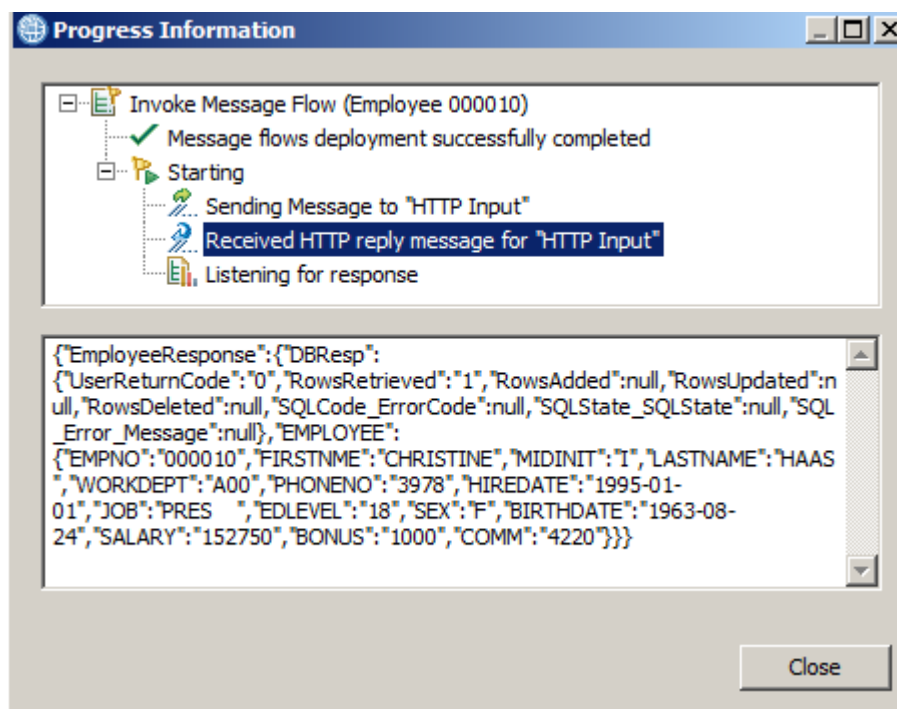 Progress Information
Invoke Message Flow (Employee 000010)
Message flows deployment successfully completed
Starting
Sending Message to "HTTP Input"
Received HTTP reply message for "HTTP Input"
Listening for response
{"EmployeeResponse":{"DBResp":
{"UserReturnCode":"0","RowsRetrieved":"1","RowsAdded":null,"RowsUpdated":n
ull,"RowsDeleted":null,"SQLCode_ErrorCode":null,"SQLState_SQLState":null,"SQL
_Error_Message":null},"EMPLOYEE":
{"EMPNO":"000010","FIRSTNME":"CHRISTINE","MIDINIT":"I","LASTNAME":"HAAS
","WORKDEPT":"A00","PHONENO":"3978","HIREDATE":"1995-01-
01","JOB":"PRES    ","EDLEVEL":"18","SEX":"F","BIRTHDATE":"1963-08-
24","SALARY":"152750","BONUS":"1000","COMM":"4220"}}}
Close